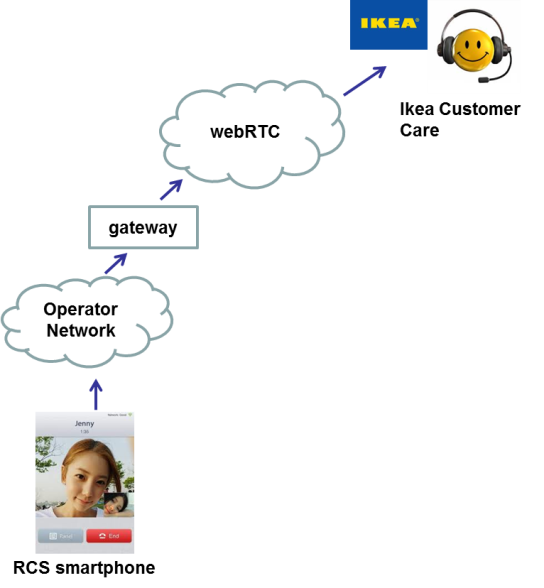 IKEA
Ikea Customer
Care
webRTC
gateway
Operator
Network
Jenny
End
RCS smartphone